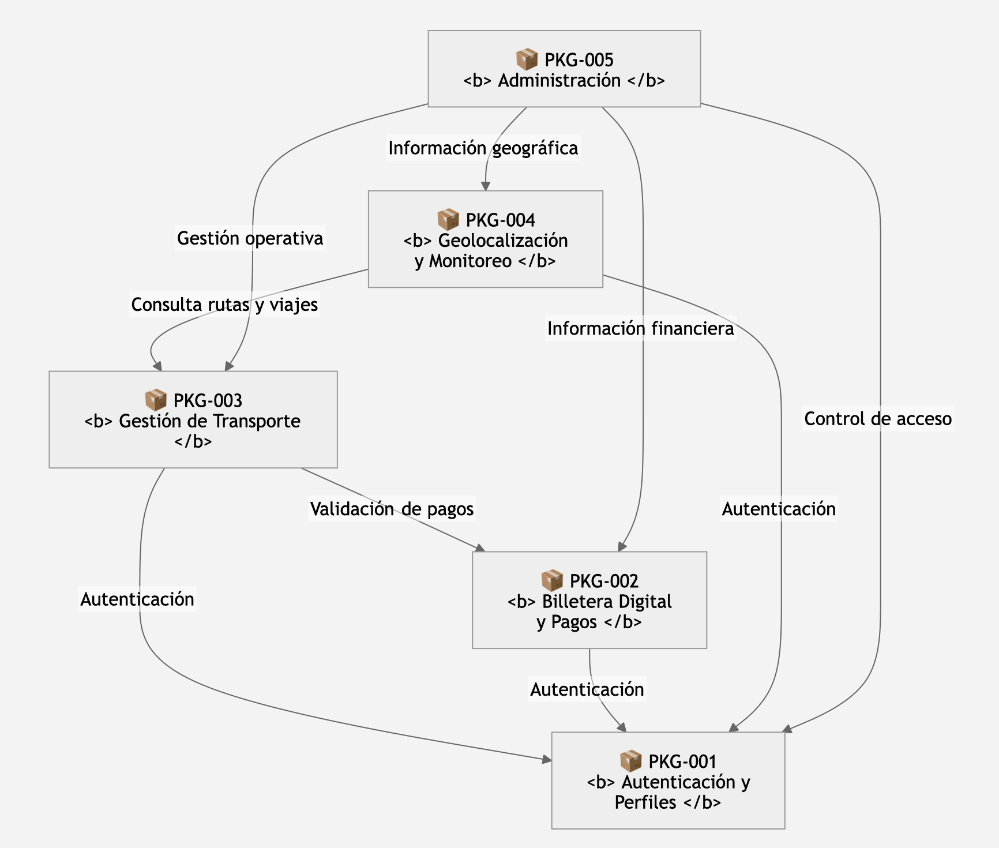 📦 PKG-005
<b> Administración </b>
Información geográfica
📦 PKG-004
<b> Geolocalización
y Monitoreo </b>
Gestión operativa
Consulta rutas y viajes
Información financiera
📦 PKG-003
<b> Gestión de Transporte
</b>
Control de acceso
Validación de pagos
Autenticación
📦 PKG-002
<b> Billetera Digital
y Pagos </b>
Autenticación
Autenticación
📦 PKG-001
<b> Autenticación y
Perfiles </b>